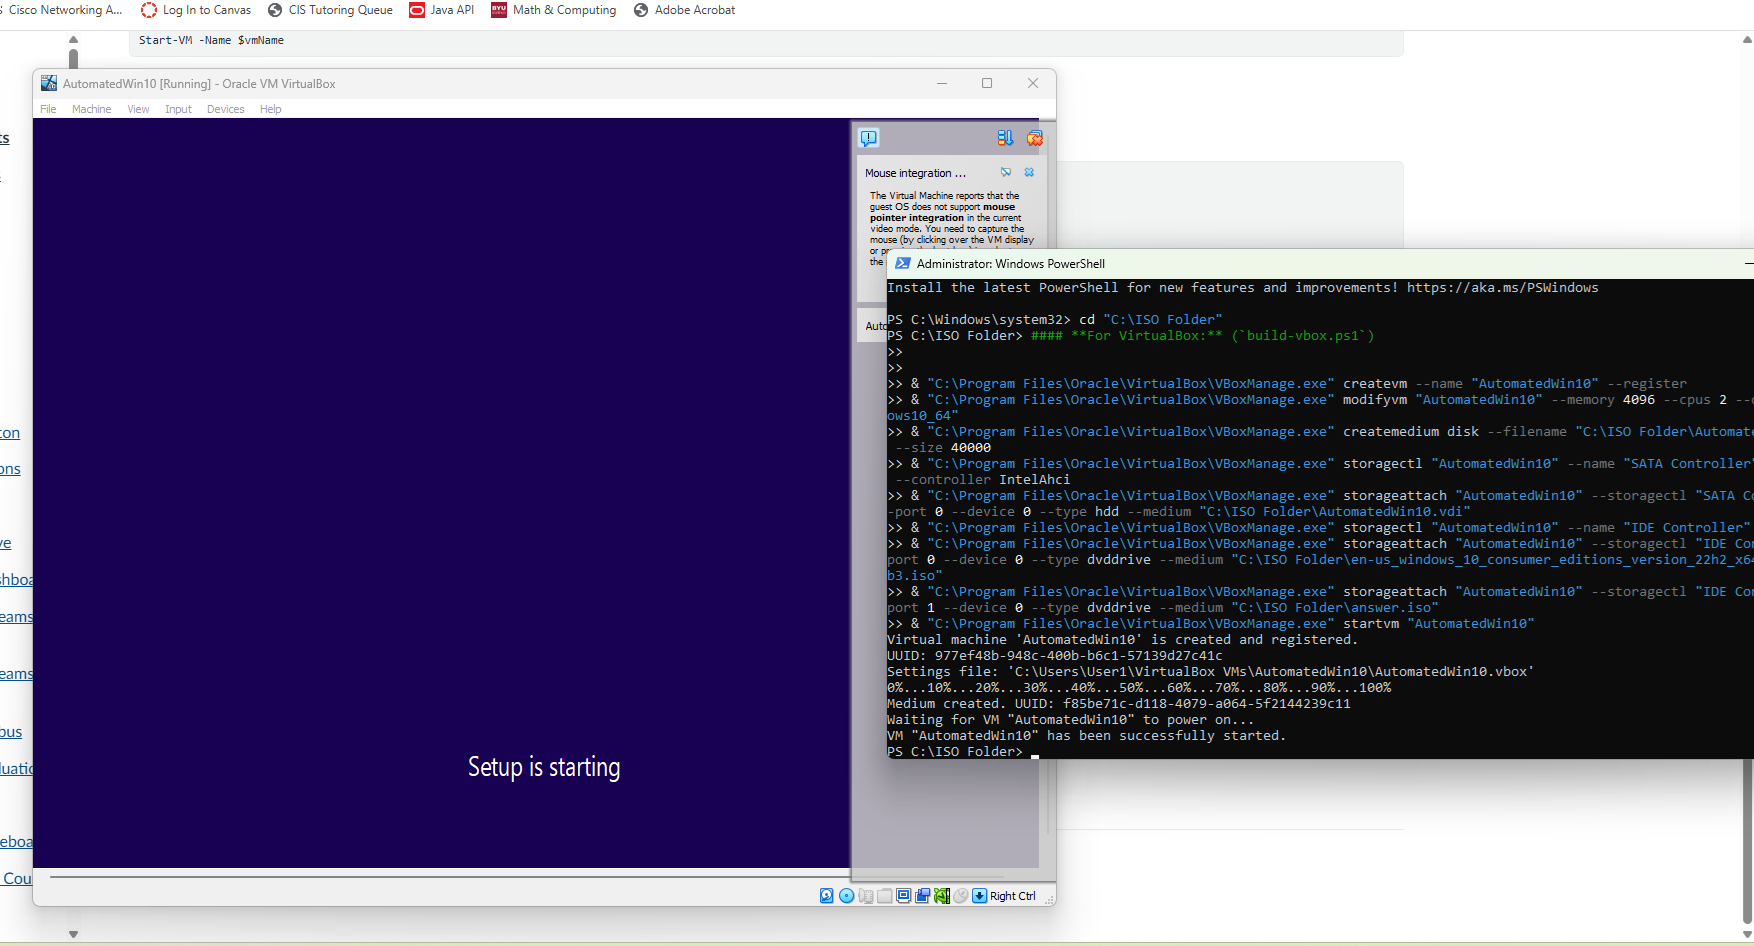 Cisco Networking A...
Log In to Canvas
CIS Tutoring Queue
Java API
Math & Computing
Adobe Acrobat
Start-VM -Name $vmName
AutomatedWin10 [Running] - Oracle VM VirtualBox
File Machine View Input Devices Help
Mouse integration ...
The Virtual Machine reports that the
guest OS does not support mouse
pointer integration in the current
video mode. You need to capture the
mouse (by clicking over the VM display
or
the
Auto
Setup is starting
Right Ctrl
Administrator: Windows PowerShell
Install the latest PowerShell for new features and improvements! https://aka.ms/PSWindows
PS C:\Windows\system32> cd "C:\ISO Folder"
PS C:\ISO Folder> #### **For VirtualBox:** (`build-vbox.ps1`)
>>
>>
>> & "C:\Program Files\Oracle\VirtualBox\VBoxManage.exe" createvm --name "AutomatedWin10" --register
>> & "C:\Program Files\Oracle\VirtualBox\VBoxManage.exe" modifyvm "AutomatedWin10" --memory 4096 --cpus 2 --
ows10_64"
>> & "C:\Program Files\Oracle\VirtualBox\VBoxManage.exe" createmedium disk --filename "C:\ISO Folder\Automate
--size 40000
>> & "C:\Program Files\Oracle\VirtualBox\VBoxManage.exe" storagectl "AutomatedWin10" --name "SATA Controller"
--controller IntelAhci
>> & "C:\Program Files\Oracle\VirtualBox\VBoxManage.exe" storageattach "AutomatedWin10" --storagectl "SATA Co
-port 0 --device 0 --type hdd --medium "C:\ISO Folder\AutomatedWin10.vdi"
>> & "C:\Program Files\Oracle\VirtualBox\VBoxManage.exe" storagectl "AutomatedWin10" --name "IDE Controller"
>> & "C:\Program Files\Oracle\VirtualBox\VBoxManage.exe" storageattach "AutomatedWin10" --storagectl "IDE Con
port 0 --device 0 --type dvddrive --medium "C:\ISO Folder\en-us_windows_10_consumer_editions_version_22h2_x64
b3.iso"
>> & "C:\Program Files\Oracle\VirtualBox\VBoxManage.exe" storageattach "AutomatedWin10" --storagectl "IDE Con
port 1 --device 0 --type dvddrive --medium "C:\ISO Folder\answer.iso"
>> & "C:\Program Files\Oracle\VirtualBox\VBoxManage.exe" startvm "AutomatedWin10"
Virtual machine 'AutomatedWin10' is created and registered.
UUID: 977ef48b-948c-400b-b6c1-57139d27c41c
Settings file: 'C:\Users\User1\VirtualBox VMs\AutomatedWin10\AutomatedWin10.vbox'
0%...10%...20%...30%...40%...50%...60%...70%...80%...90%...100%
Medium created. UUID: f85be71c-d118-4079-a064-5f2144239c11
Waiting for VM "AutomatedWin10" to power on...
VM "AutomatedWin10" has been successfully started.
PS C:\ISO Folder>
ts
ton
ons
ve
shboa
eams
eams
bus
luatic
eboa
Cou